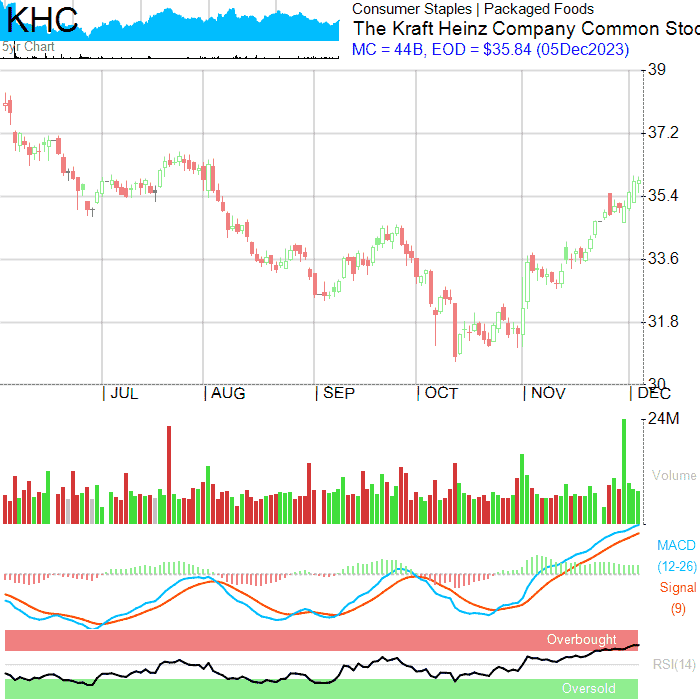 KHC
5yr Chart
Consumer Staples | Packaged Foods
The Kraft Heinz Company Common Stoc
MC = 44B, EOD = $35.84 (05Dec2023)
39
37.2
35.4
33.6
31.8
30
| JUL | AUG | SEP | OCT | NOV | DEC
24M
Volume
MACD
(12-26)
Signal
(9)
Overbought
RSI(14)
Oversold